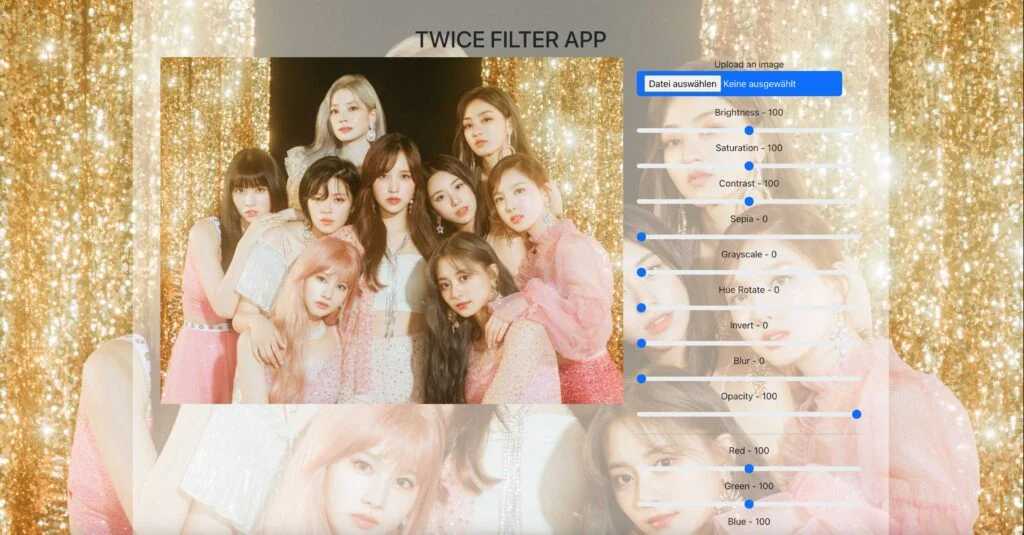 TWICE FILTER APP
Upload an image
Datei auswählen Keine ausgewählt
Brightness - 100
Saturation - 100
Contrast - 100
Sepia - 0
Grayscale - 0
Hue Rotate - 0
Invert - 0
Blur - 0
Opacity - 100
Red - 100
Green - 100
Blue - 100